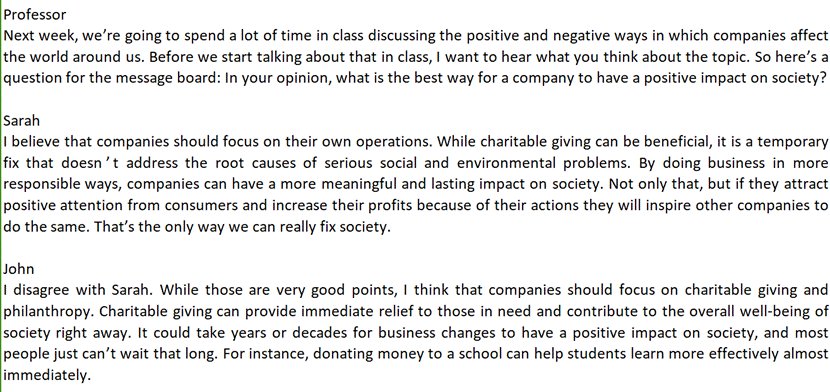 Professor
Next week, we're going to spend a lot of time in class discussing the positive and negative ways in which companies affect
the world around us. Before we start talking about that in class, I want to hear what you think about the topic. So here's a
question for the message board: In your opinion, what is the best way for a company to have a positive impact on society?
Sarah
I believe that companies should focus on their own operations. While charitable giving can be beneficial, it is a temporary
fix that doesn't address the root causes of serious social and environmental problems. By doing business in more
responsible ways, companies can have a more meaningful and lasting impact on society. Not only that, but if they attract
positive attention from consumers and increase their profits because of their actions they will inspire other companies to
do the same. That's the only way we can really fix society.
John
I disagree with Sarah. While those are very good points, I think that companies should focus on charitable giving and
philanthropy. Charitable giving can provide immediate relief to those in need and contribute to the overall well-being of
society right away. It could take years or decades for business changes to have a positive impact on society, and most
people just can't wait that long. For instance, donating money to a school can help students learn more effectively almost
immediately.